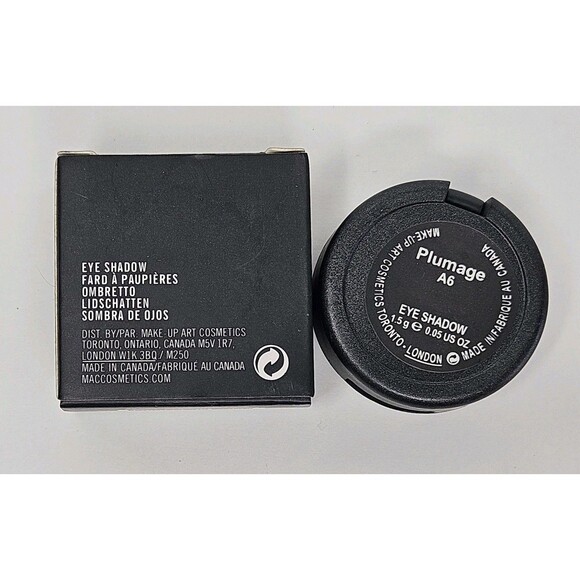 EYE SHADOW
FARD À PAUPIÈRES
OMBRETTO
LIDSCHATTEN
SOMBRA DE OJOS
DIST. BY/PAR. MAKE-UP ART COSMETICS
TORONTO, ONTARIO, CANADA M5V 1R7,
LONDON W1K 3BQ / M250
MADE IN CANADA/FABRIQUÉ AU CANADA
MACCOSMETICS.COM
Plumage
A6
EYE SHADOW
1.5 g ℮ 0.05 US OZ
MAKE-UP ART COSMETICS TORONTO-LONDON MADE IN/FABRIQUÉ AU CANADA